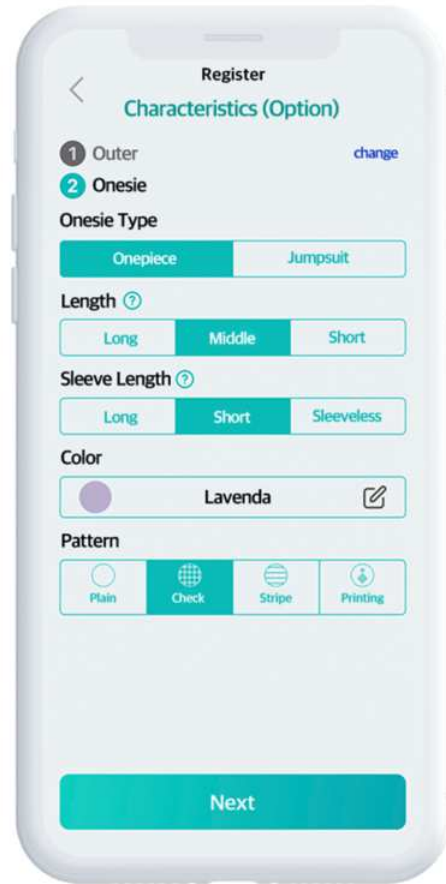 Register
Characteristics (Option)
1 Outer change
2 Onesie
Onesie Type
Onepiece Jumpsuit
Length ?
Long Middle Short
Sleeve Length ?
Long Short Sleeveless
Color
Lavenda
Pattern
Plain Check Stripe Printing
Next